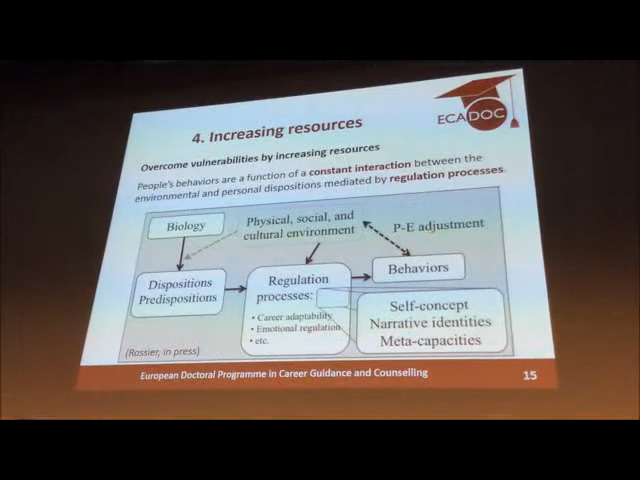 4. Increasing resources
ECADOC
Overcome vulnerabilities by increasing resources
People's behaviors are a function of a constant interaction between the
environmental and personal dispositions mediated by regulation processes.
Biology
Physical, social, and
cultural environment
P-E adjustment
Dispositions
Predispositions
Regulation
processes:
• Career adaptability
• Emotional regulation
• etc.
Behaviors
Self-concept
Narrative identities
Meta-capacities
(Rossier, in press)
European Doctoral Programme in Career Guidance and Counselling
15